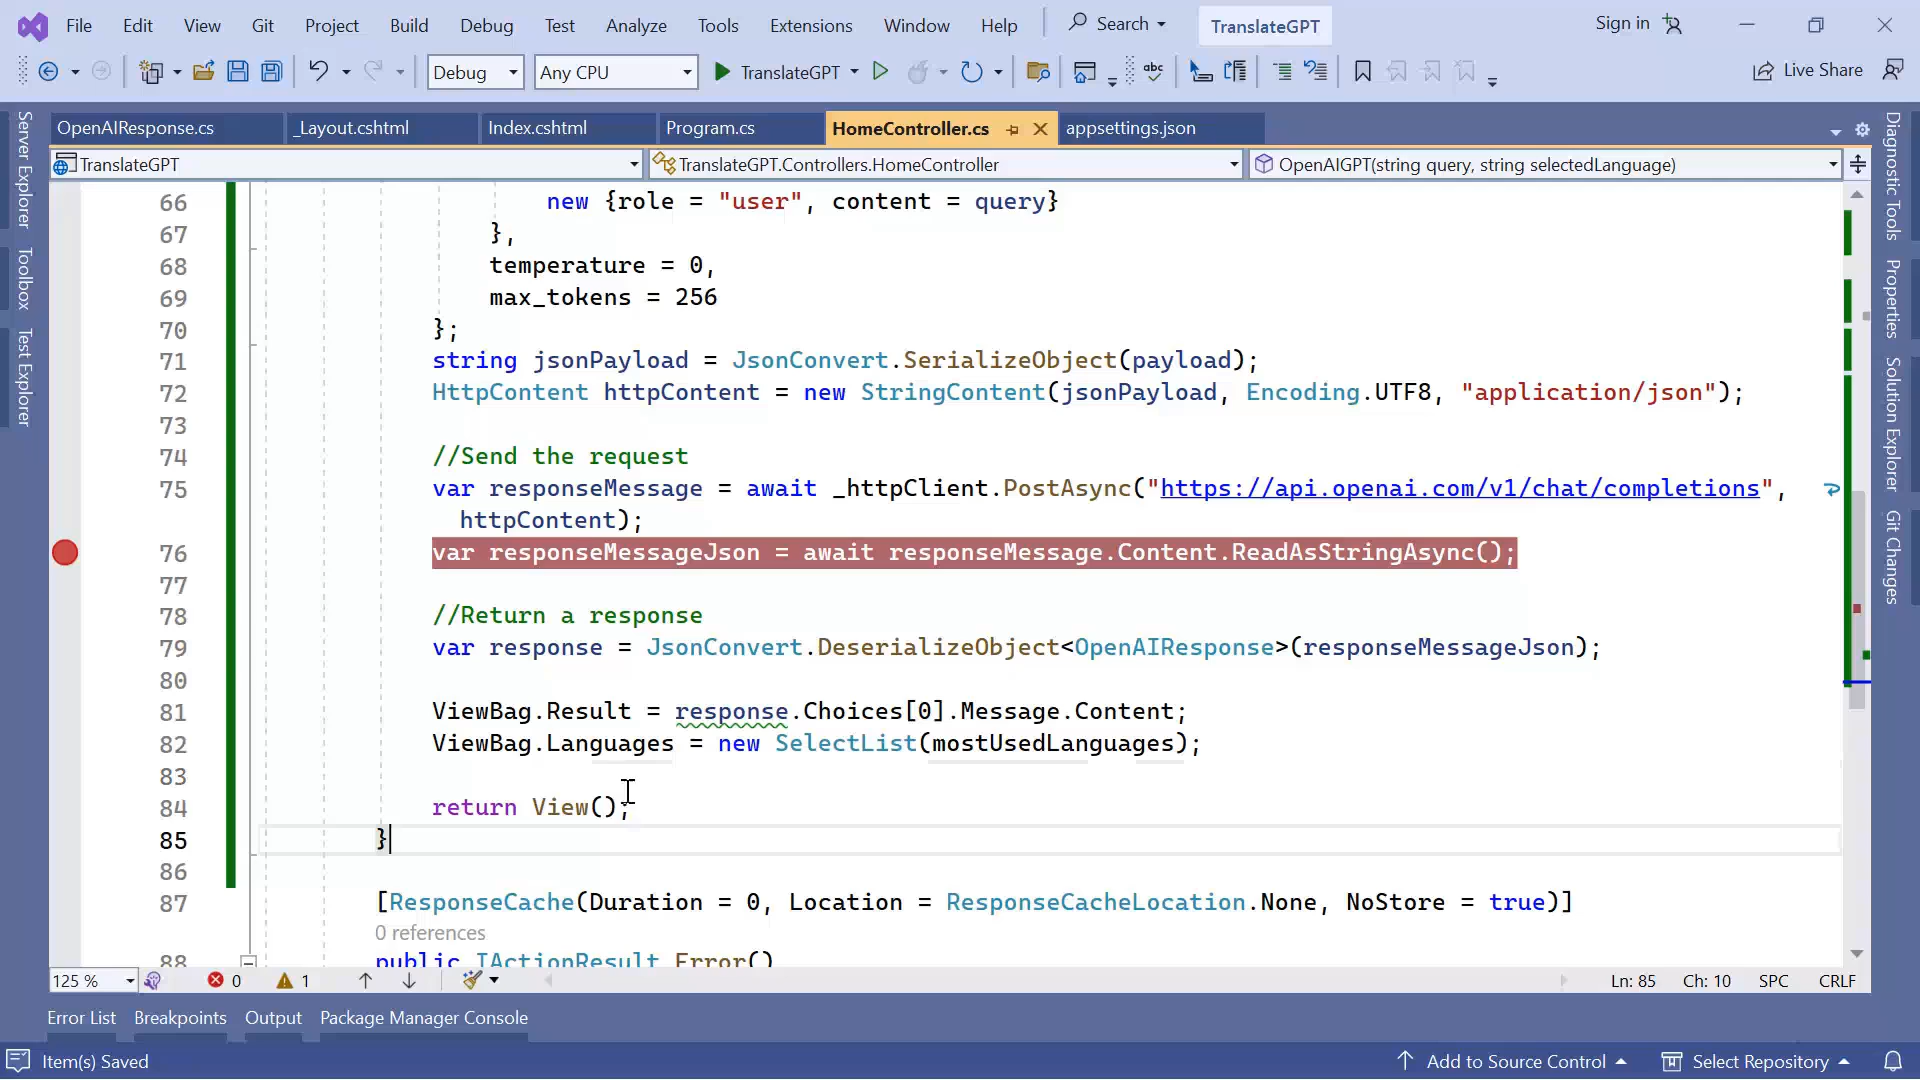 File Edit View Git Project Build Debug Test Analyze Tools Extensions Window Help Search TranslateGPT Sign in
Debug Any CPU TranslateGPT Live Share
OpenAIResponse.cs _Layout.cshtml Index.cshtml Program.cs HomeController.cs appsettings.json
TranslateGPT TranslateGPT.Controllers.HomeController OpenAIGPT(string query, string selectedLanguage)
Server Explorer
Toolbox
Test Explorer
66 new {role = "user", content = query}
67 },
68 temperature = 0,
69 max_tokens = 256
70 };
71 string jsonPayload = JsonConvert.SerializeObject(payload);
72 HttpContent httpContent = new StringContent(jsonPayload, Encoding.UTF8, "application/json");
73
74 //Send the request
75 var responseMessage = await _httpClient.PostAsync("https://api.openai.com/v1/chat/completions",
httpContent);
76 var responseMessageJson = await responseMessage.Content.ReadAsStringAsync();
77
78 //Return a response
79 var response = JsonConvert.DeserializeObject<OpenAIResponse>(responseMessageJson);
80
81 ViewBag.Result = response.Choices[0].Message.Content;
82 ViewBag.Languages = new SelectList(mostUsedLanguages);
83
84 return View();
85 }
86
87 [ResponseCache(Duration = 0, Location = ResponseCacheLocation.None, NoStore = true)]
0 references
88 public IActionResult Error()
Diagnostic Tools
Properties
Solution Explorer
Git Changes
125 % 0 1 Ln: 85 Ch: 10 SPC CRLF
Error List Breakpoints Output Package Manager Console
Item(s) Saved Add to Source Control Select Repository